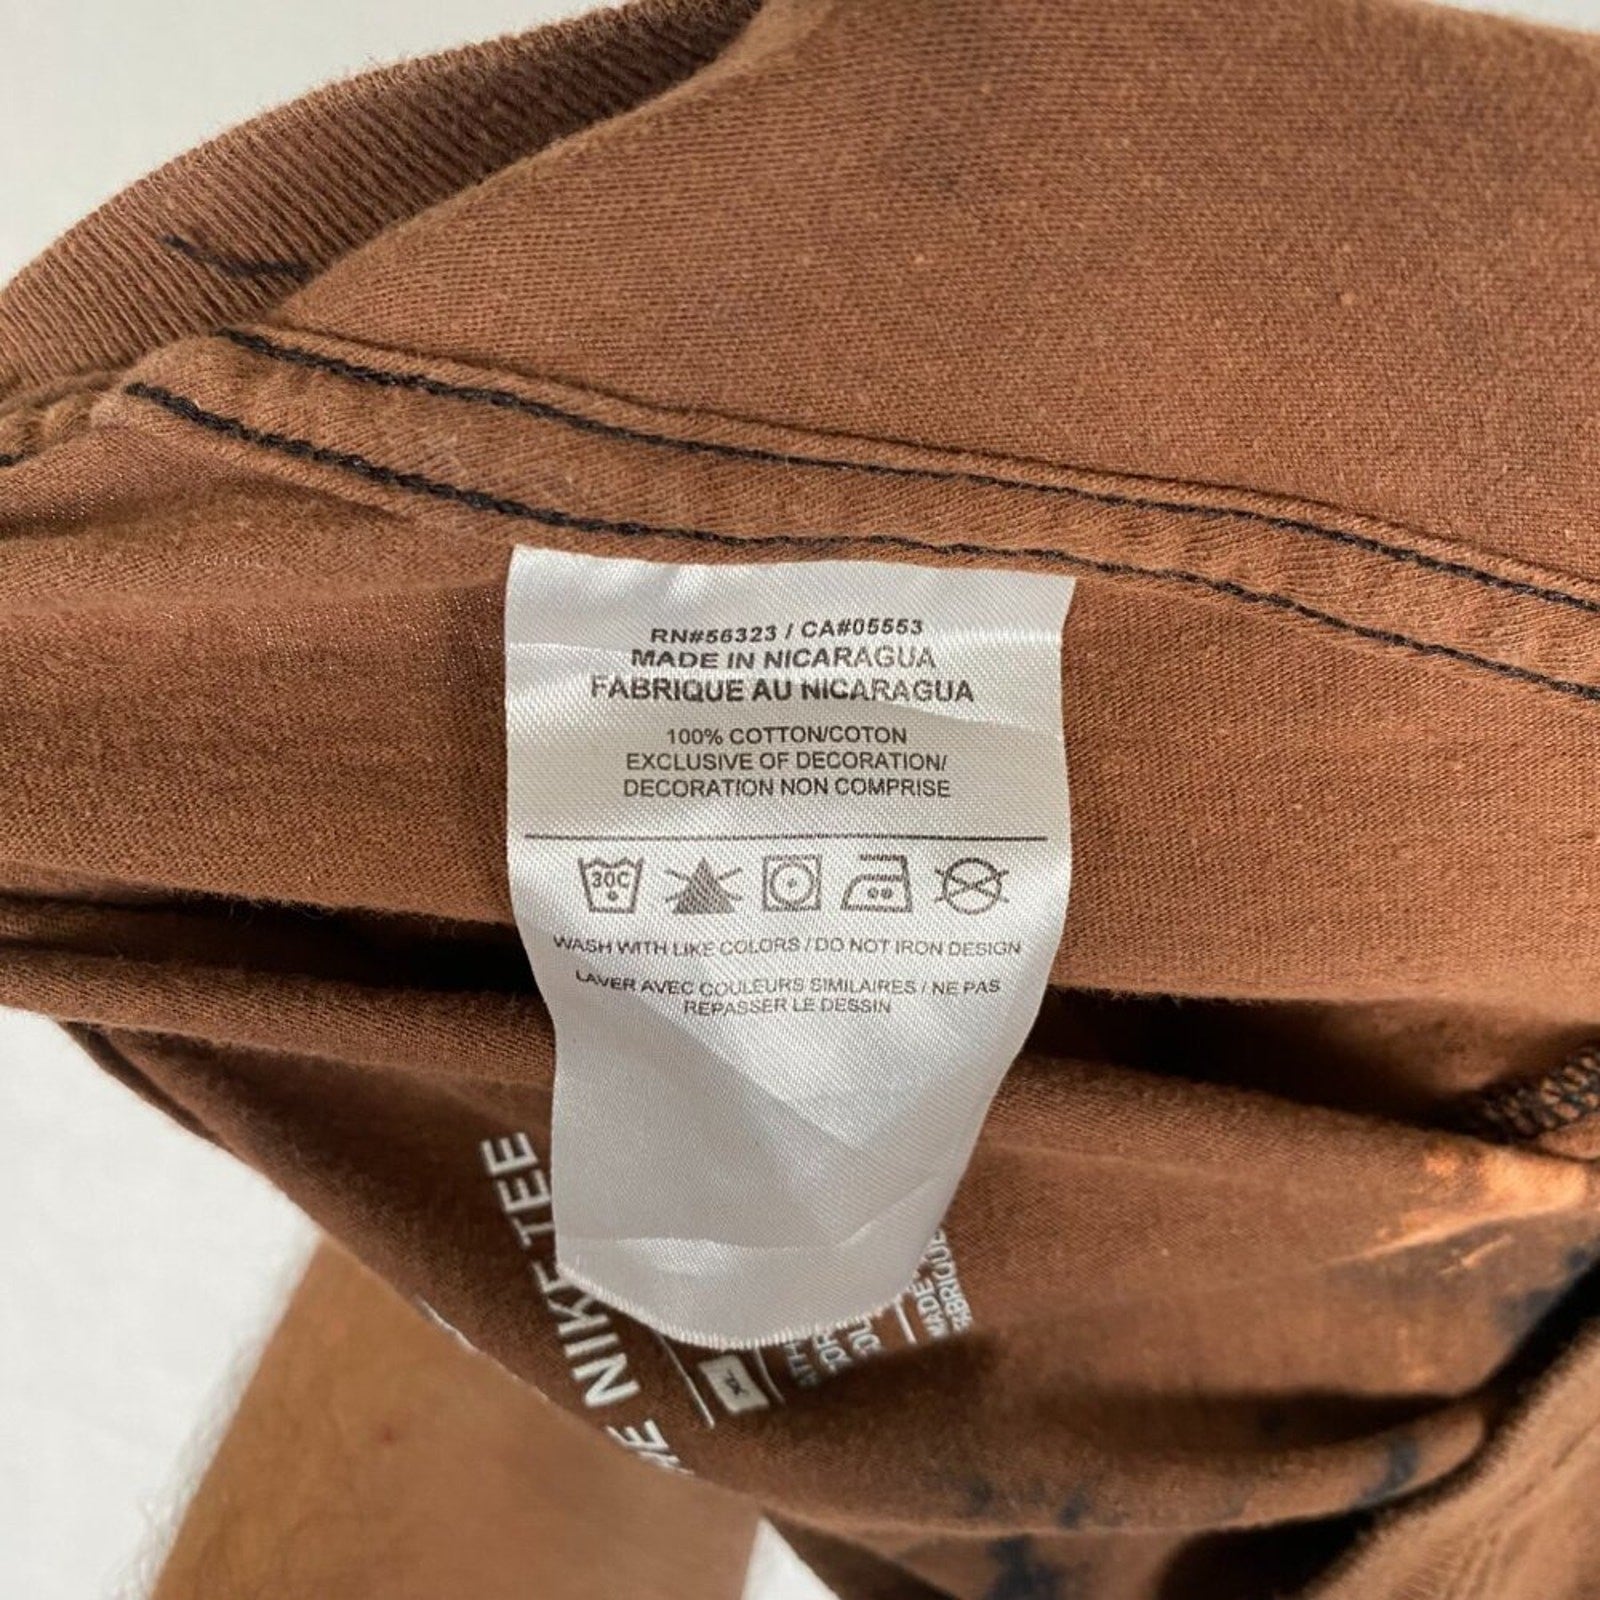 RN#56323 / CA#05553
MADE IN NICARAGUA
FABRIQUE AU NICARAGUA
100% COTTON/COTON
EXCLUSIVE OF DECORATION/
DECORATION NON COMPRISE
30C
WASH WITH LIKE COLORS / DO NOT IRON DESIGN
LAVER AVEC COULEURS SIMILAIRES / NE PAS
REPASSER LE DESSIN
NIKE TEE
XL
MADE